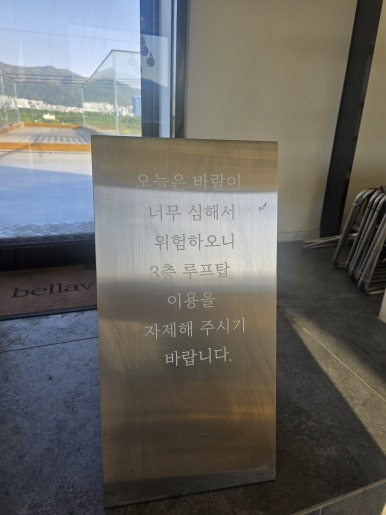 오늘은 바람이
너무 심해서
위험하오니
3층 루프탑
이용을
자제해 주시기
바랍니다.
bellav